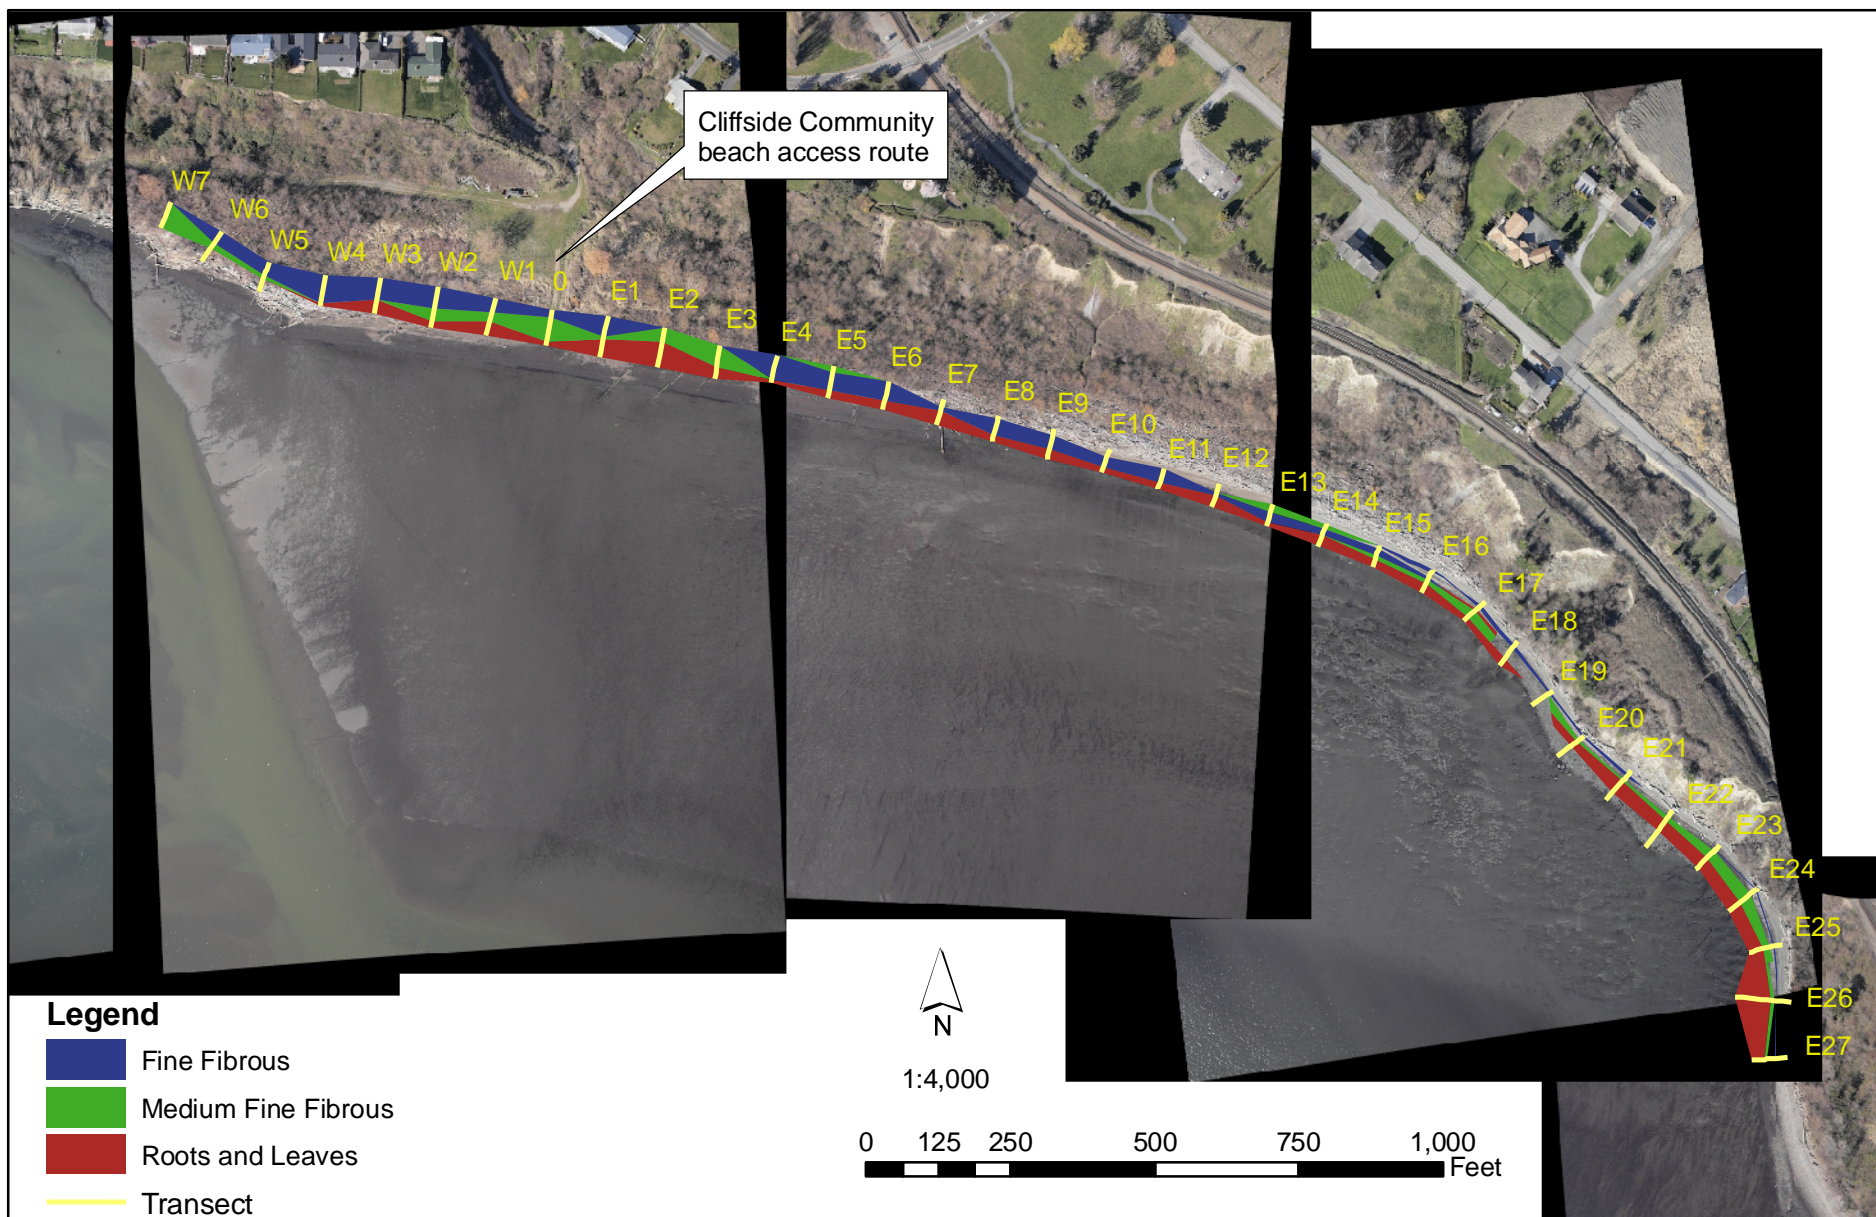 Cliffside Community
beach access route
W7
W6
W5
W4
W3
W2
W1
0
E1
E2
E3
E4
E5
E6
E7
E8
E9
E10
E11
E12
E13
E14
E15
E16
E17
E18
E19
E20
E21
E22
E23
E24
E25
E26
E27
Legend
Fine Fibrous
Medium Fine Fibrous
Roots and Leaves
Transect
N
1:4,000
0 125 250 500 750 1,000
Feet